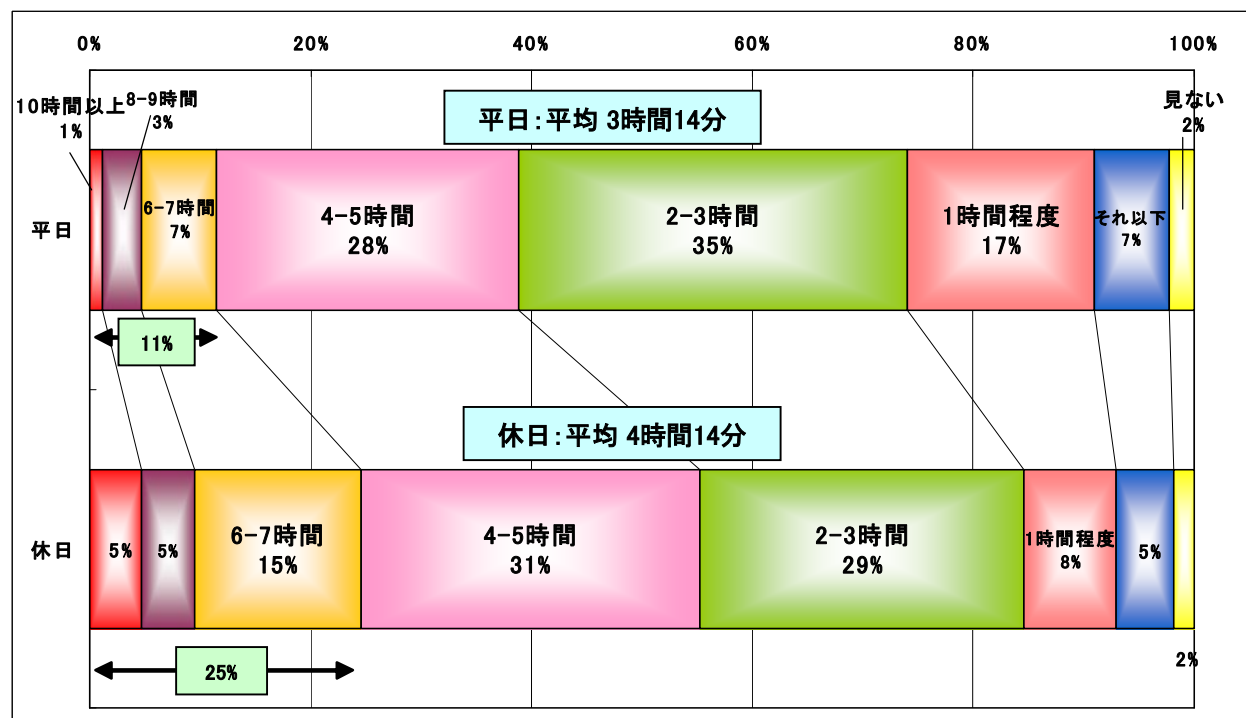 0%
20%
40%
60%
80%
100%
10時間以上
1%
8-9時間
3%
平日：平均 3時間14分
見ない
2%
平日
6-7時間
7%
4-5時間
28%
2-3時間
35%
1時間程度
17%
それ以下
7%
11%
休日：平均 4時間14分
休日
5%
5%
6-7時間
15%
4-5時間
31%
2-3時間
29%
1時間程度
8%
5%
2%
25%